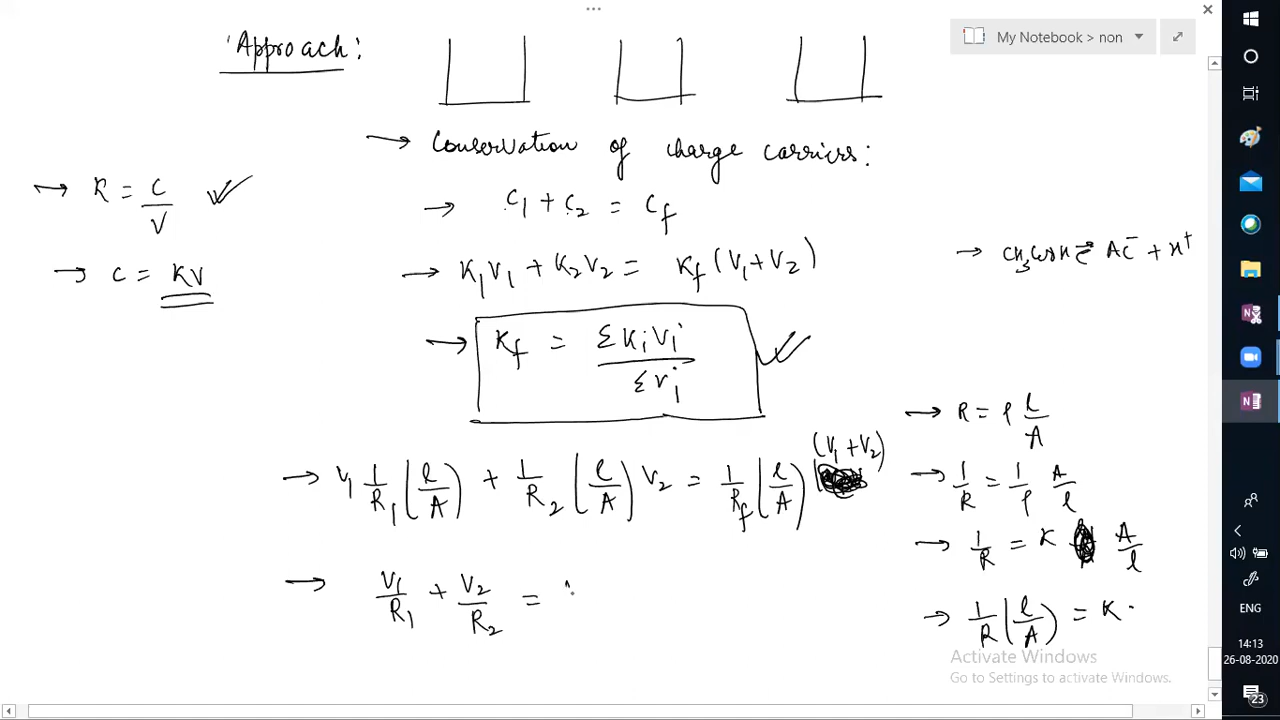 My Notebook > non
Approach:
→ Conservation of charge carriers:
→ K = C/V
→ C = KV
→ C₁ + C₂ = C_f
→ K₁V₁ + K₂V₂ = K_f (V₁ + V₂)
→ K_f = ΣKᵢVᵢ / ΣVᵢ
→ V₁ 1/R₁ (l/A) + 1/R₂ (l/A) V₂ = 1/R_f (l/A) (V₁ + V₂)
→ V₁/R₁ + V₂/R₂ =
→ CH₃COOH ⇌ AC⁻ + H⁺
→ R = ρ l/A
→ 1/R = 1/ρ A/l
→ 1/R = K A/l
→ 1/R (l/A) = K
Activate Windows
Go to Settings to activate Windows.
ENG
14:13
26-08-2020
23